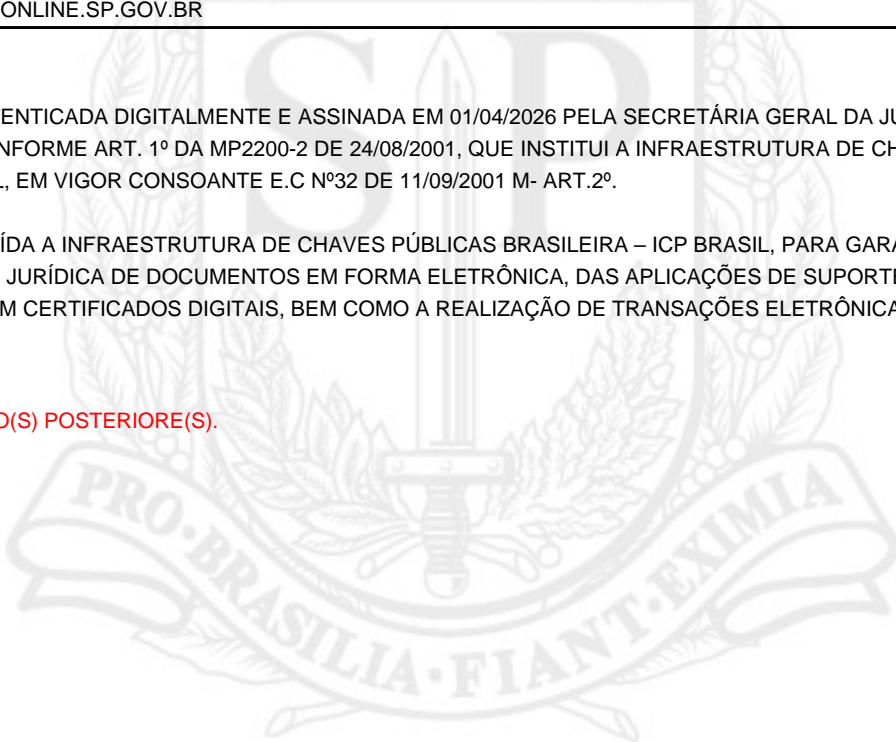 ONLINE.SP.GOV.BR
ENTICADA DIGITALMENTE E ASSINADA EM 01/04/2026 PELA SECRETÁRIA GERAL DA JU
NFORME ART. 1º DA MP2200-2 DE 24/08/2001, QUE INSTITUI A INFRAESTRUTURA DE CH
L, EM VIGOR CONSOANTE E.C Nº32 DE 11/09/2001 M- ART.2º.
ÍDA A INFRAESTRUTURA DE CHAVES PÚBLICAS BRASILEIRA – ICP BRASIL, PARA GARA
JURÍDICA DE DOCUMENTOS EM FORMA ELETRÔNICA, DAS APLICAÇÕES DE SUPORTE
M CERTIFICADOS DIGITAIS, BEM COMO A REALIZAÇÃO DE TRANSAÇÕES ELETRÔNICA
O(S) POSTERIORE(S).
SP
PRO·BRASILIA·FIANT·EXIMIA